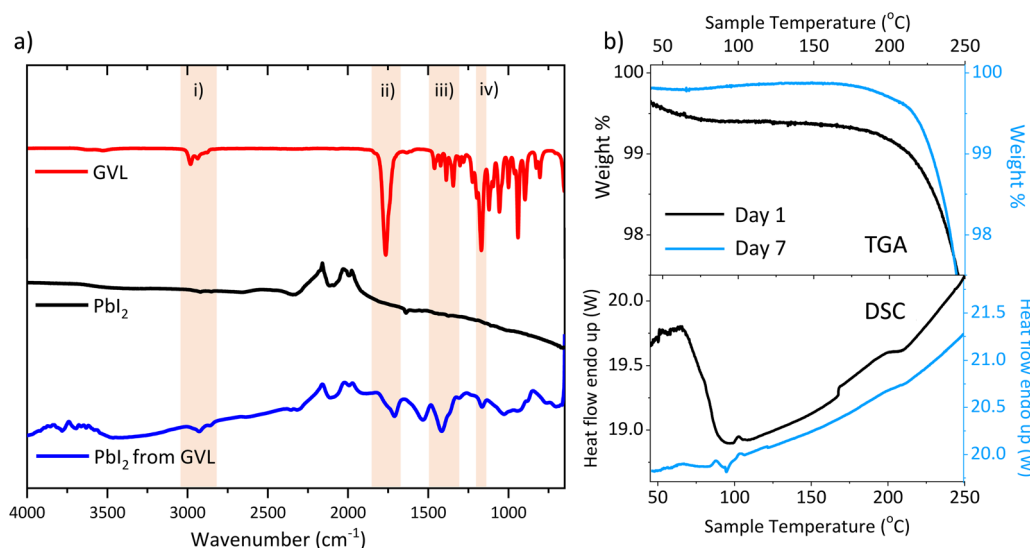 a)
i)
ii)
iii)
iv)
GVL
PbI2
PbI2 from GVL
4000 3500 3000 2500 2000 1500 1000
Wavenumber (cm-1)
b)
Sample Temperature (oC)
50 100 150 200 250
100
99
98
Weight %
100
99
98
Weight %
Day 1
Day 7
TGA
20.0
19.5
19.0
Heat flow endo up (W)
DSC
21.5
21.0
20.5
20.0
Heat flow endo up (W)
50 100 150 200 250
Sample Temperature (oC)